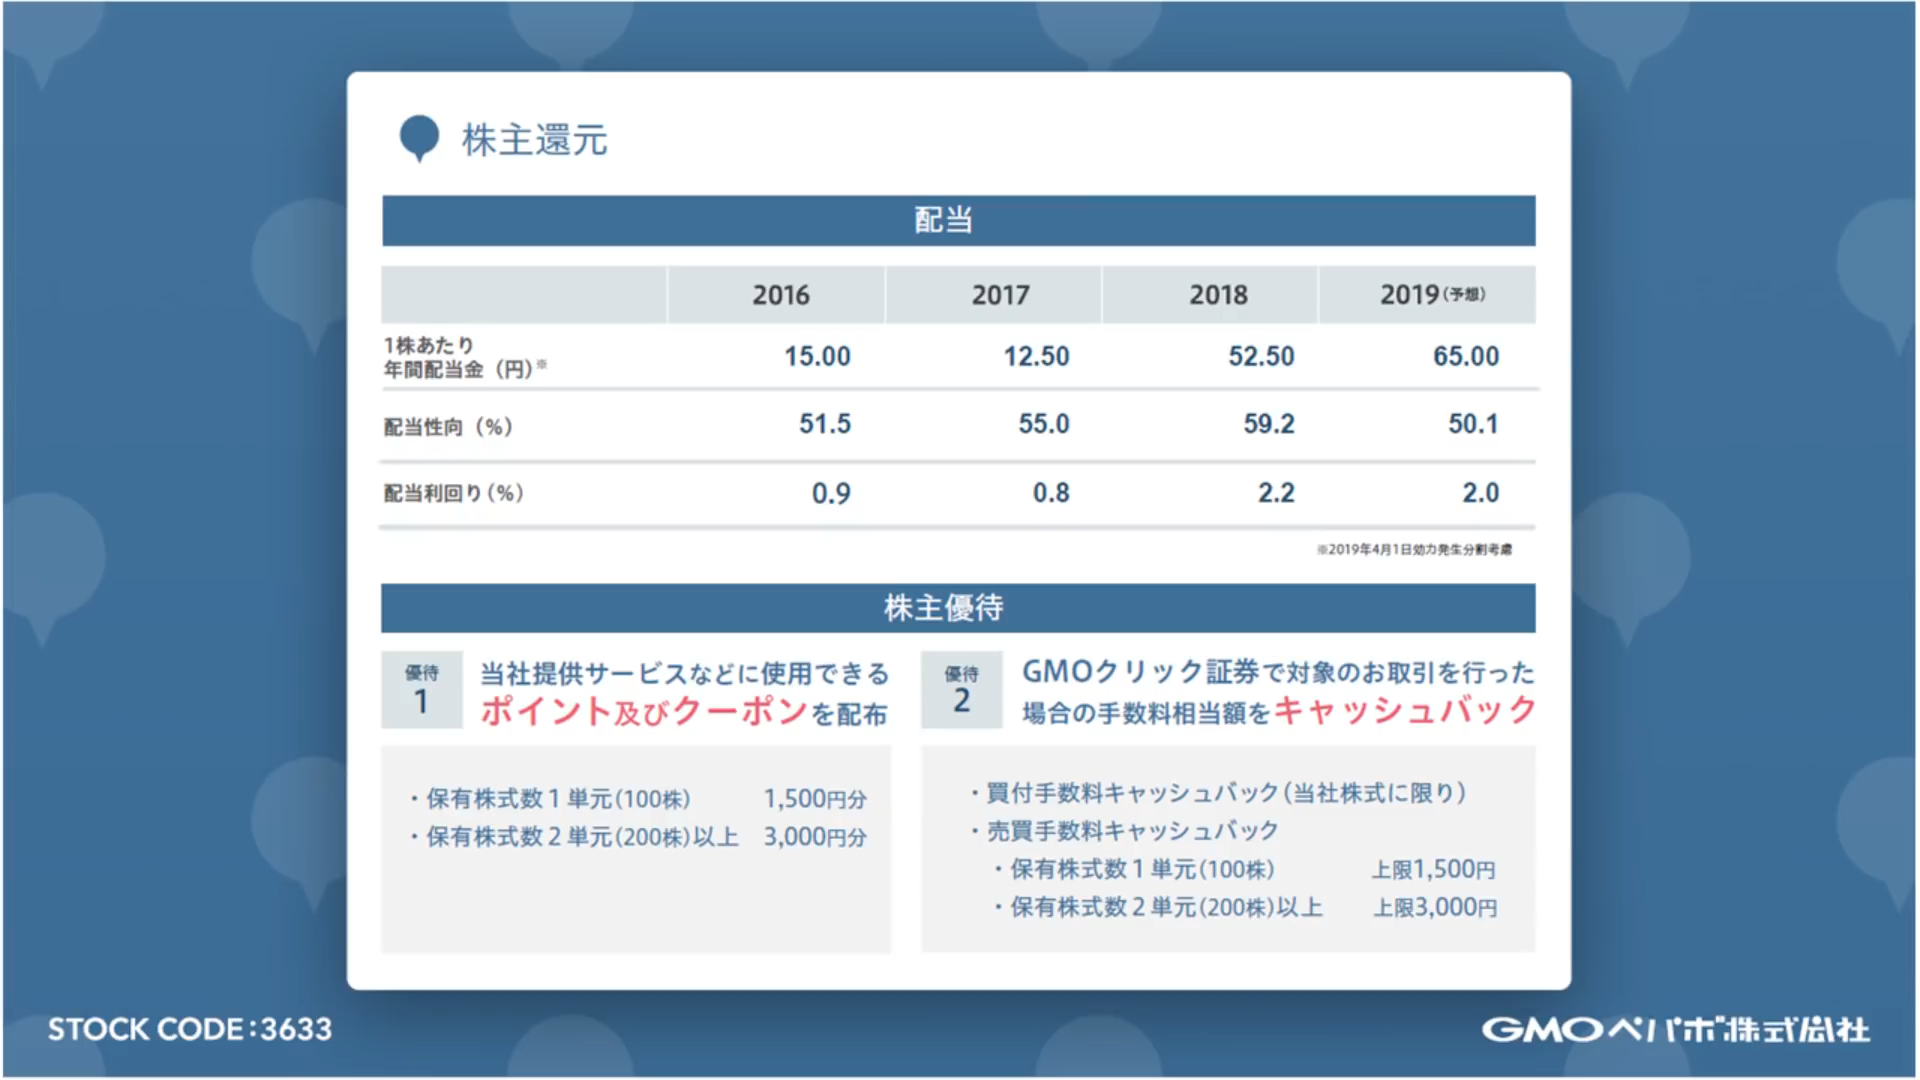 株主還元
配当
2016 2017 2018 2019(予想)
1株あたり
年間配当金（円）※ 15.00 12.50 52.50 65.00
配当性向（%） 51.5 55.0 59.2 50.1
配当利回り(%) 0.9 0.8 2.2 2.0
※2019年4月1日効力発生分割考慮
株主優待
優待
1
当社提供サービスなどに使用できる
ポイント及びクーポンを配布
・保有株式数1単元(100株) 1,500円分
・保有株式数2単元(200株)以上 3,000円分
優待
2
GMOクリック証券で対象のお取引を行った
場合の手数料相当額をキャッシュバック
・買付手数料キャッシュバック(当社株式に限り)
・売買手数料キャッシュバック
・保有株式数1単元(100株) 上限1,500円
・保有株式数2単元(200株)以上 上限3,000円
STOCK CODE:3633
GMOペパボ株式会社